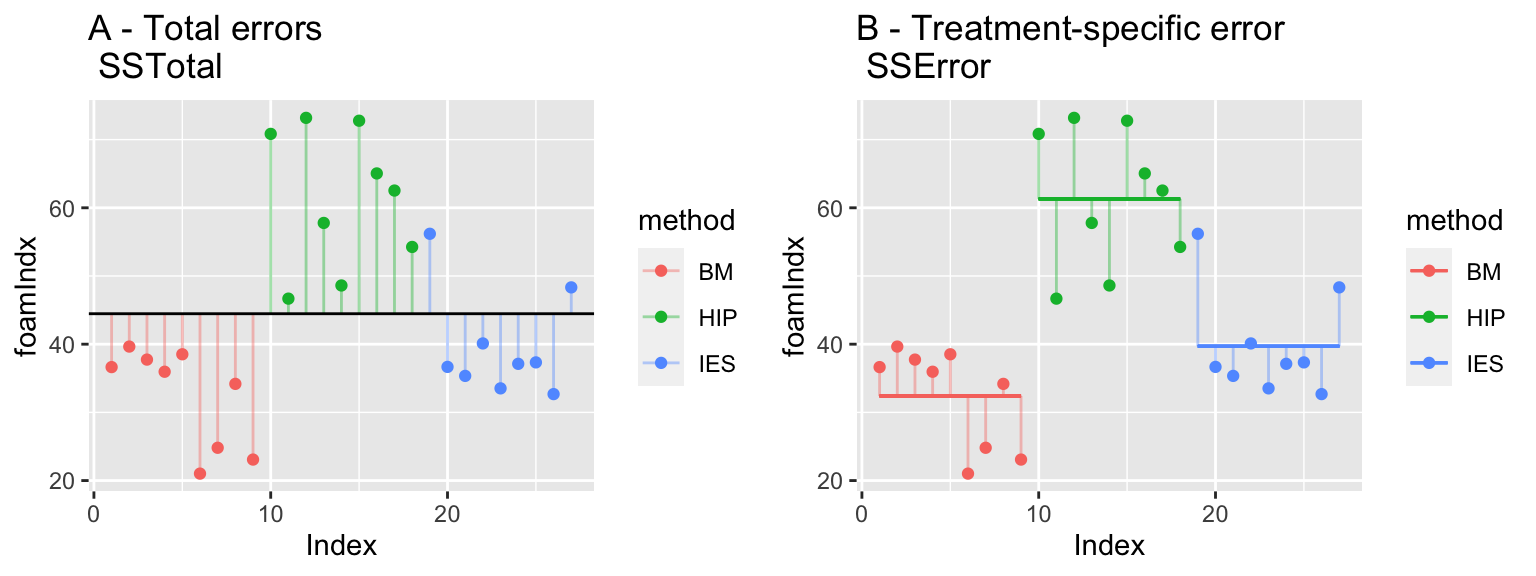 A - Total errors
SSTotal
foamIndx
60
40
20
0
10
20
Index
method
BM
HIP
IES
B - Treatment-specific error
SSError
foamIndx
60
40
20
0
10
20
Index
method
BM
HIP
IES